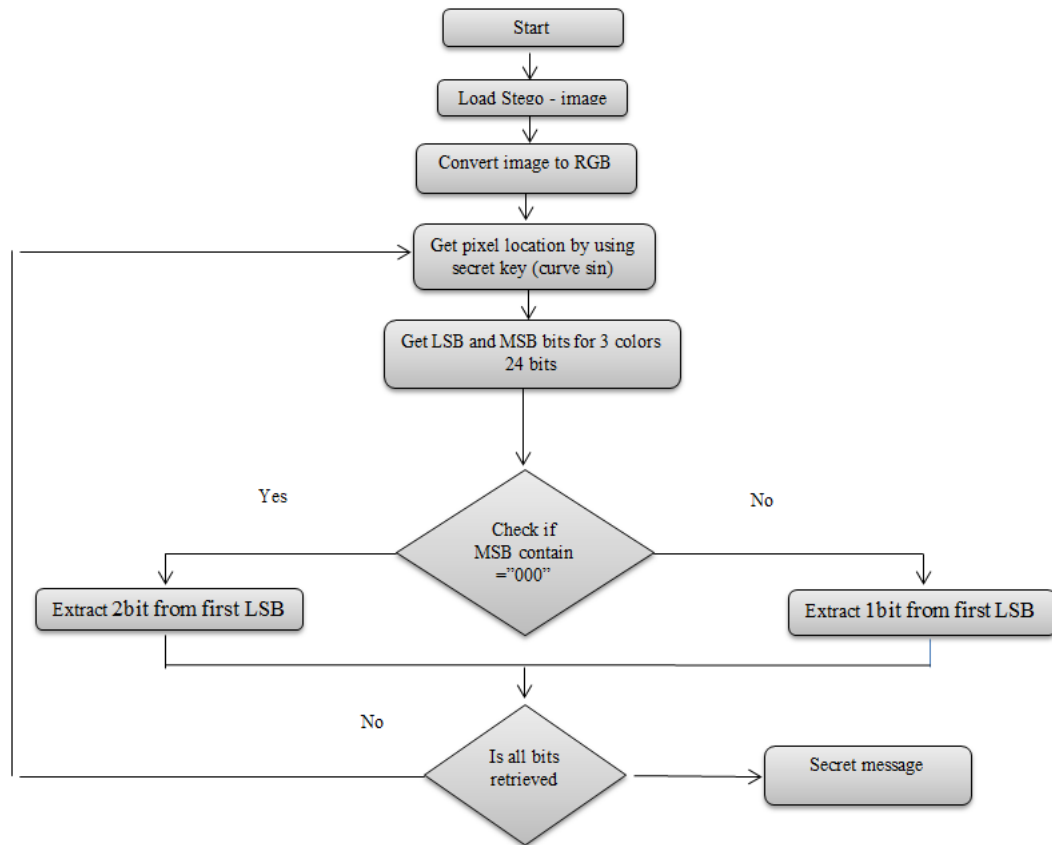 Start
Load Stego - image
Convert image to RGB
Get pixel location by using
secret key (curve sin)
Get LSB and MSB bits for 3 colors
24 bits
Yes
No
Check if
MSB contain
=”000”
Extract 2bit from first LSB
Extract 1bit from first LSB
No
Is all bits
retrieved
Secret message